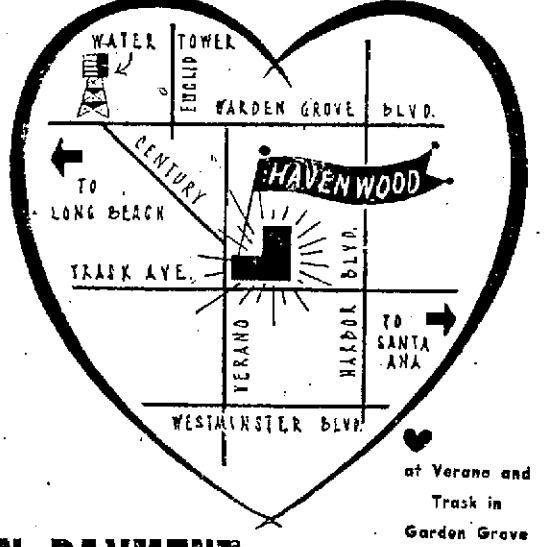 WATER TOWER
EUCLID
GARDEN GROVE BLVD.
CENTURY
HAVENWOOD
TO
LONG BEACH
TRASK AVE.
VERANO
HARBOR BLVD.
TO
SANTA
ANA
WESTMINSTER BLVD.
at Verano and
Trask in
Garden Grove